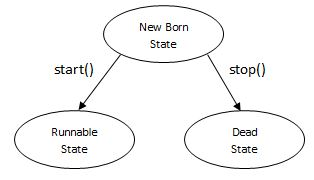 New Born
State
start()
stop()
Runnable
State
Dead
State